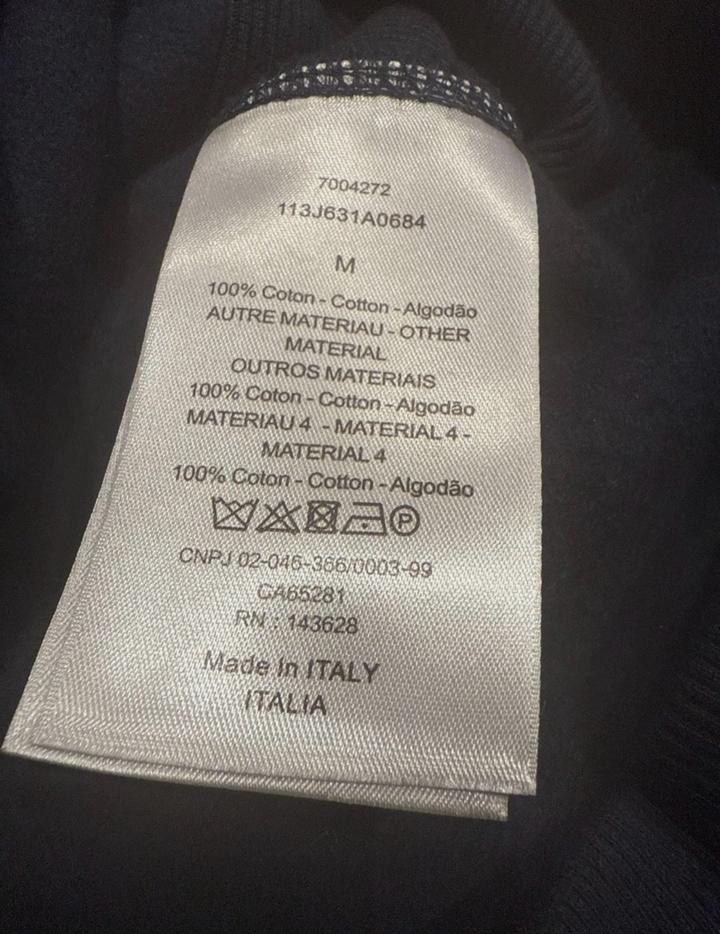 7004272
113J631A0684
M
100% Coton - Cotton - Algodão
AUTRE MATERIAU - OTHER
MATERIAL
OUTROS MATERIAIS
100% Coton - Cotton - Algodão
MATERIAU 4 - MATERIAL 4 -
MATERIAL 4
100% Coton - Cotton - Algodão
P
CNPJ 02-046-366/0003-99
CA65281
RN : 143628
Made in ITALY
ITALIA